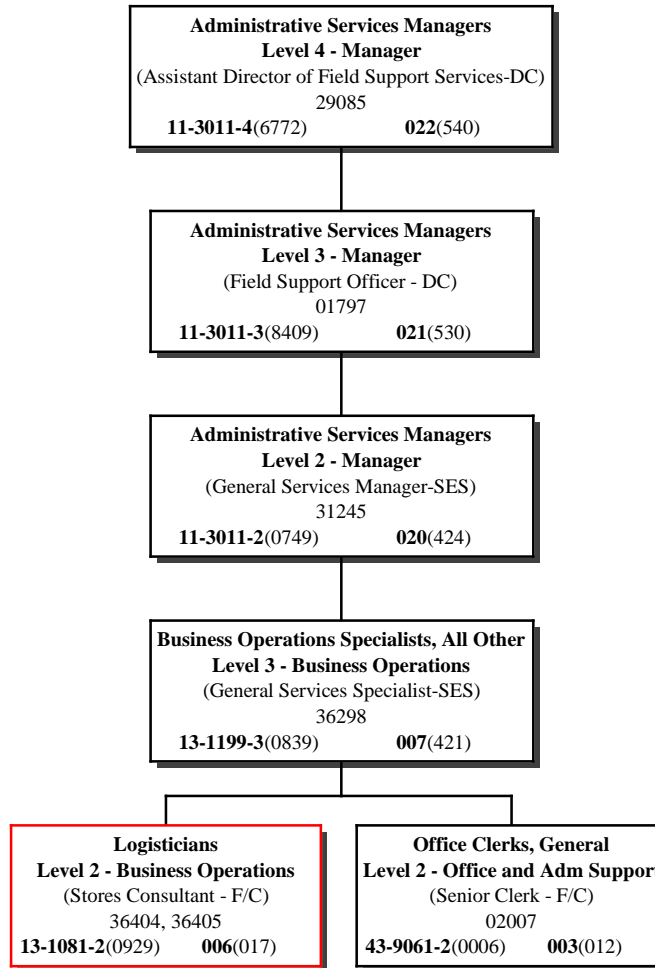 Administrative Services Managers
Level 4 - Manager
(Assistant Director of Field Support Services-DC)
29085
11-3011-4(6772) 022(540)
Administrative Services Managers
Level 3 - Manager
(Field Support Officer - DC)
01797
11-3011-3(8409) 021(530)
Administrative Services Managers
Level 2 - Manager
(General Services Manager-SES)
31245
11-3011-2(0749) 020(424)
Business Operations Specialists, All Other
Level 3 - Business Operations
(General Services Specialist-SES)
36298
13-1199-3(0839) 007(421)
Logisticians
Level 2 - Business Operations
(Stores Consultant - F/C)
36404, 36405
13-1081-2(0929) 006(017)
Office Clerks, General
Level 2 - Office and Adm Support
(Senior Clerk - F/C)
02007
43-9061-2(0006) 003(012)